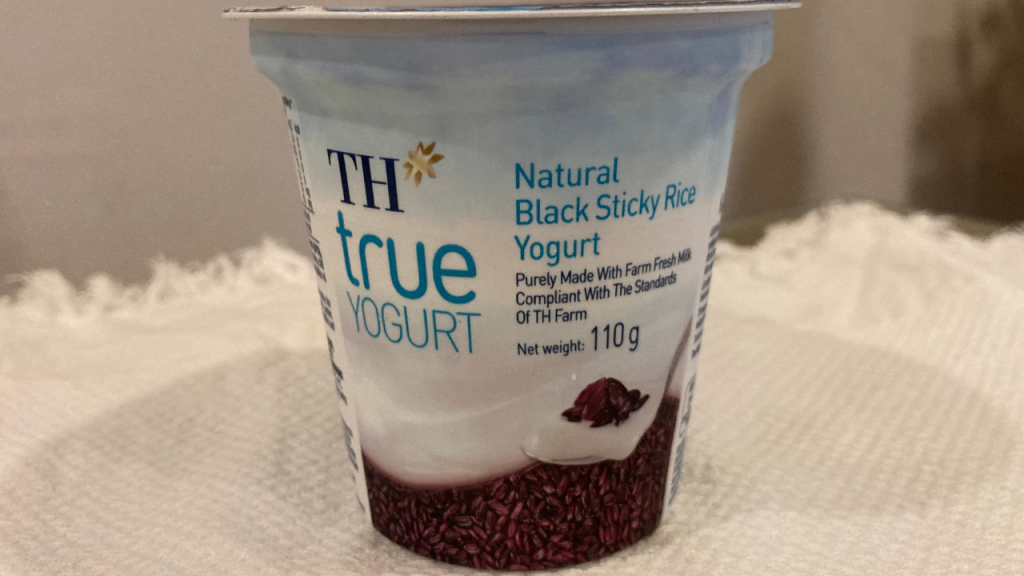 TH
true
YOGURT
Natural
Black Sticky Rice
Yogurt
Purely Made With Farm Fresh Milk
Compliant With The Standards
Of TH Farm
Net weight: 110 g